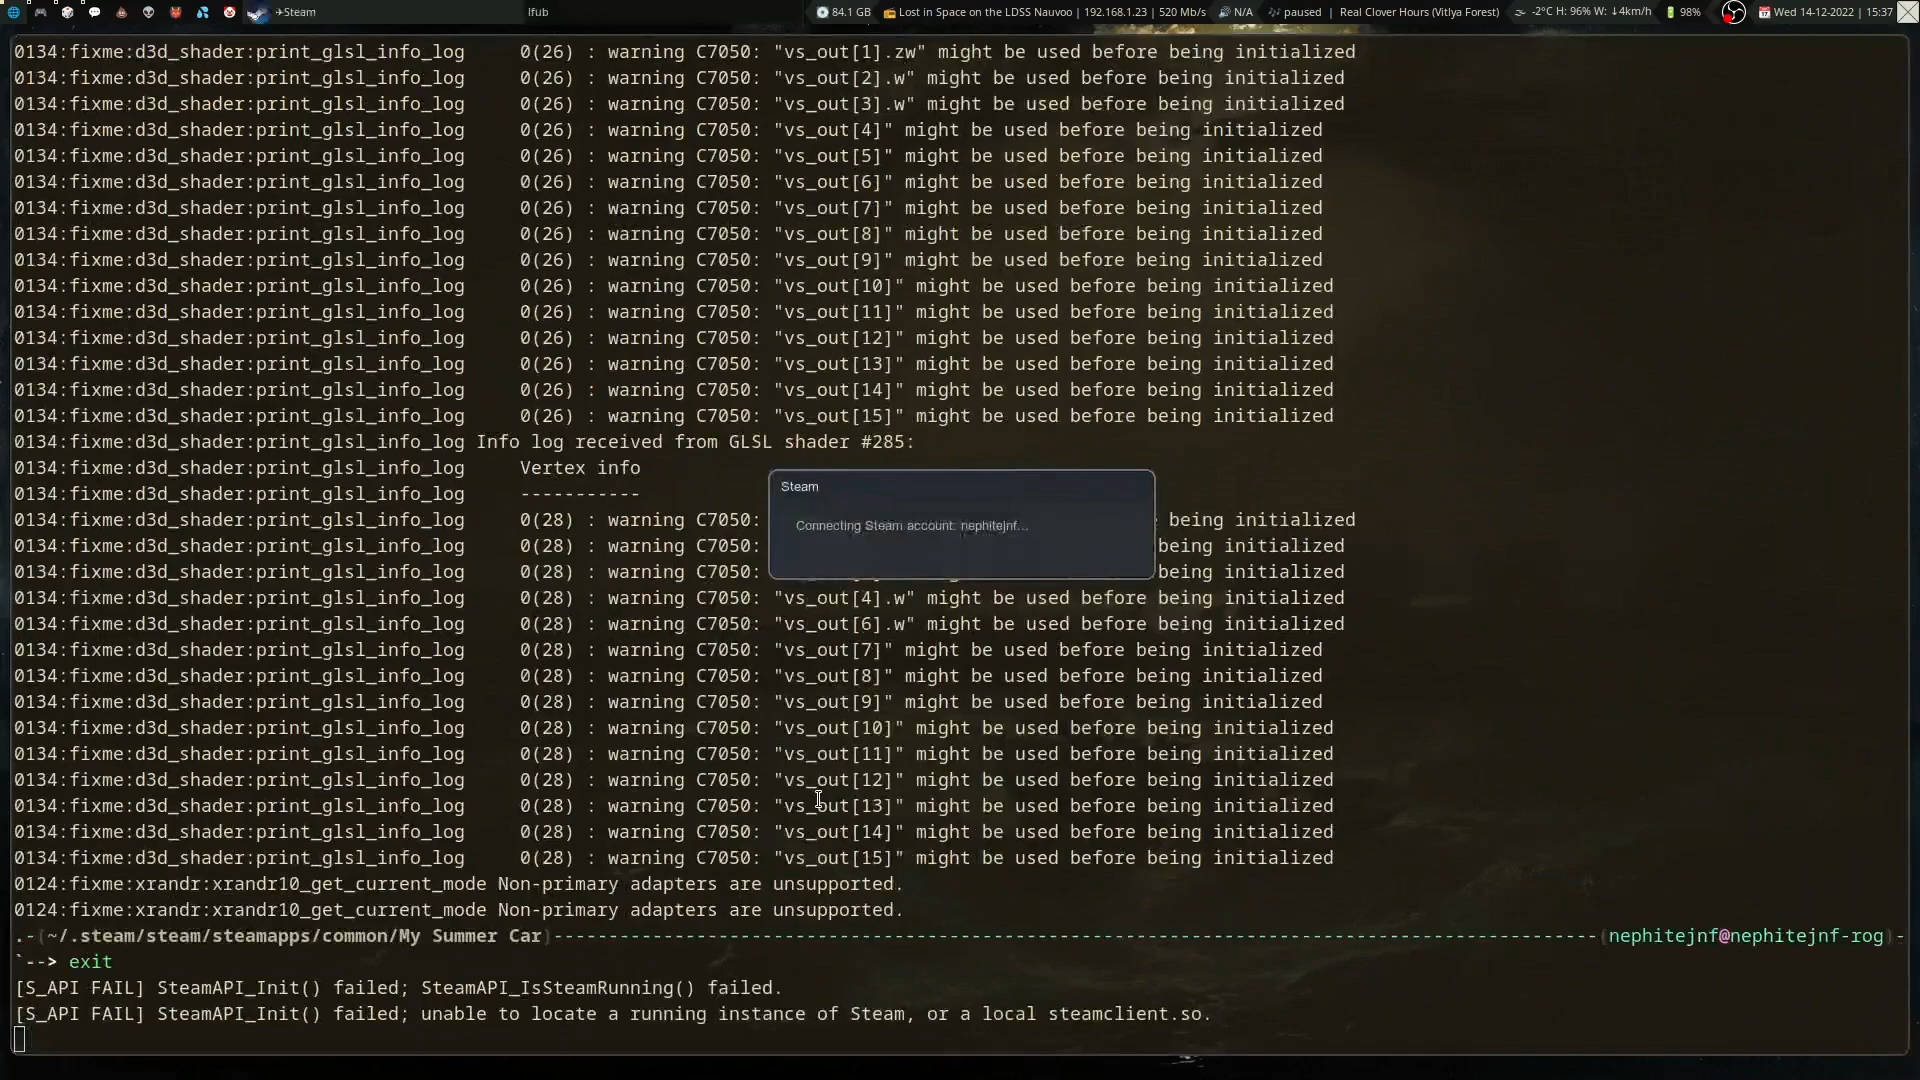 ✈Steam
lfub
84.1 GB
Lost in Space on the LDSS Nauvoo | 192.168.1.23 | 520 Mb/s
N/A
paused | Real Clover Hours (Vitlya Forest)
-2°C H: 96% W: ↓4km/h
98%
Wed 14-12-2022 | 15:37
0134:fixme:d3d_shader:print_glsl_info_log     0(26) : warning C7050: "vs_out[1].zw" might be used before being initialized
0134:fixme:d3d_shader:print_glsl_info_log     0(26) : warning C7050: "vs_out[2].w" might be used before being initialized
0134:fixme:d3d_shader:print_glsl_info_log     0(26) : warning C7050: "vs_out[3].w" might be used before being initialized
0134:fixme:d3d_shader:print_glsl_info_log     0(26) : warning C7050: "vs_out[4]" might be used before being initialized
0134:fixme:d3d_shader:print_glsl_info_log     0(26) : warning C7050: "vs_out[5]" might be used before being initialized
0134:fixme:d3d_shader:print_glsl_info_log     0(26) : warning C7050: "vs_out[6]" might be used before being initialized
0134:fixme:d3d_shader:print_glsl_info_log     0(26) : warning C7050: "vs_out[7]" might be used before being initialized
0134:fixme:d3d_shader:print_glsl_info_log     0(26) : warning C7050: "vs_out[8]" might be used before being initialized
0134:fixme:d3d_shader:print_glsl_info_log     0(26) : warning C7050: "vs_out[9]" might be used before being initialized
0134:fixme:d3d_shader:print_glsl_info_log     0(26) : warning C7050: "vs_out[10]" might be used before being initialized
0134:fixme:d3d_shader:print_glsl_info_log     0(26) : warning C7050: "vs_out[11]" might be used before being initialized
0134:fixme:d3d_shader:print_glsl_info_log     0(26) : warning C7050: "vs_out[12]" might be used before being initialized
0134:fixme:d3d_shader:print_glsl_info_log     0(26) : warning C7050: "vs_out[13]" might be used before being initialized
0134:fixme:d3d_shader:print_glsl_info_log     0(26) : warning C7050: "vs_out[14]" might be used before being initialized
0134:fixme:d3d_shader:print_glsl_info_log     0(26) : warning C7050: "vs_out[15]" might be used before being initialized
0134:fixme:d3d_shader:print_glsl_info_log Info log received from GLSL shader #285:
0134:fixme:d3d_shader:print_glsl_info_log     Vertex info
0134:fixme:d3d_shader:print_glsl_info_log     -----------
0134:fixme:d3d_shader:print_glsl_info_log     0(28) : warning C7050: being initialized
0134:fixme:d3d_shader:print_glsl_info_log     0(28) : warning C7050: being initialized
0134:fixme:d3d_shader:print_glsl_info_log     0(28) : warning C7050: being initialized
Steam
Connecting Steam account: nephitejnf...
0134:fixme:d3d_shader:print_glsl_info_log     0(28) : warning C7050: "vs_out[4].w" might be used before being initialized
0134:fixme:d3d_shader:print_glsl_info_log     0(28) : warning C7050: "vs_out[6].w" might be used before being initialized
0134:fixme:d3d_shader:print_glsl_info_log     0(28) : warning C7050: "vs_out[7]" might be used before being initialized
0134:fixme:d3d_shader:print_glsl_info_log     0(28) : warning C7050: "vs_out[8]" might be used before being initialized
0134:fixme:d3d_shader:print_glsl_info_log     0(28) : warning C7050: "vs_out[9]" might be used before being initialized
0134:fixme:d3d_shader:print_glsl_info_log     0(28) : warning C7050: "vs_out[10]" might be used before being initialized
0134:fixme:d3d_shader:print_glsl_info_log     0(28) : warning C7050: "vs_out[11]" might be used before being initialized
0134:fixme:d3d_shader:print_glsl_info_log     0(28) : warning C7050: "vs_out[12]" might be used before being initialized
0134:fixme:d3d_shader:print_glsl_info_log     0(28) : warning C7050: "vs_out[13]" might be used before being initialized
0134:fixme:d3d_shader:print_glsl_info_log     0(28) : warning C7050: "vs_out[14]" might be used before being initialized
0134:fixme:d3d_shader:print_glsl_info_log     0(28) : warning C7050: "vs_out[15]" might be used before being initialized
0124:fixme:xrandr:xrandr10_get_current_mode Non-primary adapters are unsupported.
0124:fixme:xrandr:xrandr10_get_current_mode Non-primary adapters are unsupported.
.-(~/.steam/steam/steamapps/common/My Summer Car)-----------------------------------------------------------------------------------------------(nephitejnf@nephitejnf-rog)-
`--> exit
[S_API FAIL] SteamAPI_Init() failed; SteamAPI_IsSteamRunning() failed.
[S_API FAIL] SteamAPI_Init() failed; unable to locate a running instance of Steam, or a local steamclient.so.